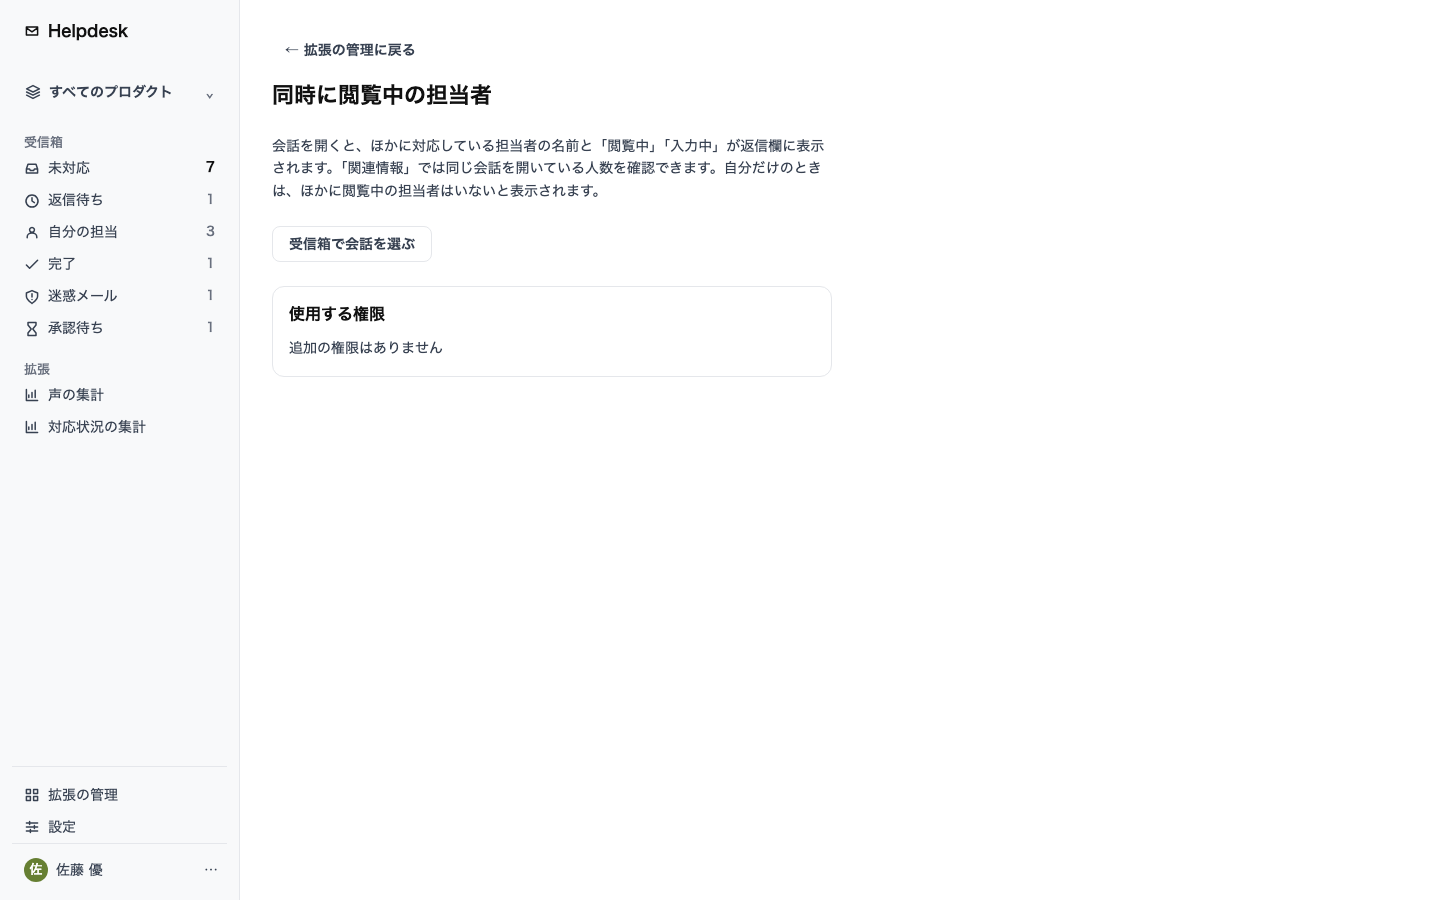 Helpdesk
すべてのプロダクト
受信箱
未対応 7
返信待ち 1
自分の担当 3
完了 1
迷惑メール 1
承認待ち 1
拡張
声の集計
対応状況の集計
拡張の管理
設定
佐 佐藤 優 …
← 拡張の管理に戻る
同時に閲覧中の担当者
会話を開くと、ほかに対応している担当者の名前と「閲覧中」「入力中」が返信欄に表示
されます。「関連情報」では同じ会話を開いている人数を確認できます。自分だけのとき
は、ほかに閲覧中の担当者はいないと表示されます。
受信箱で会話を選ぶ
使用する権限
追加の権限はありません